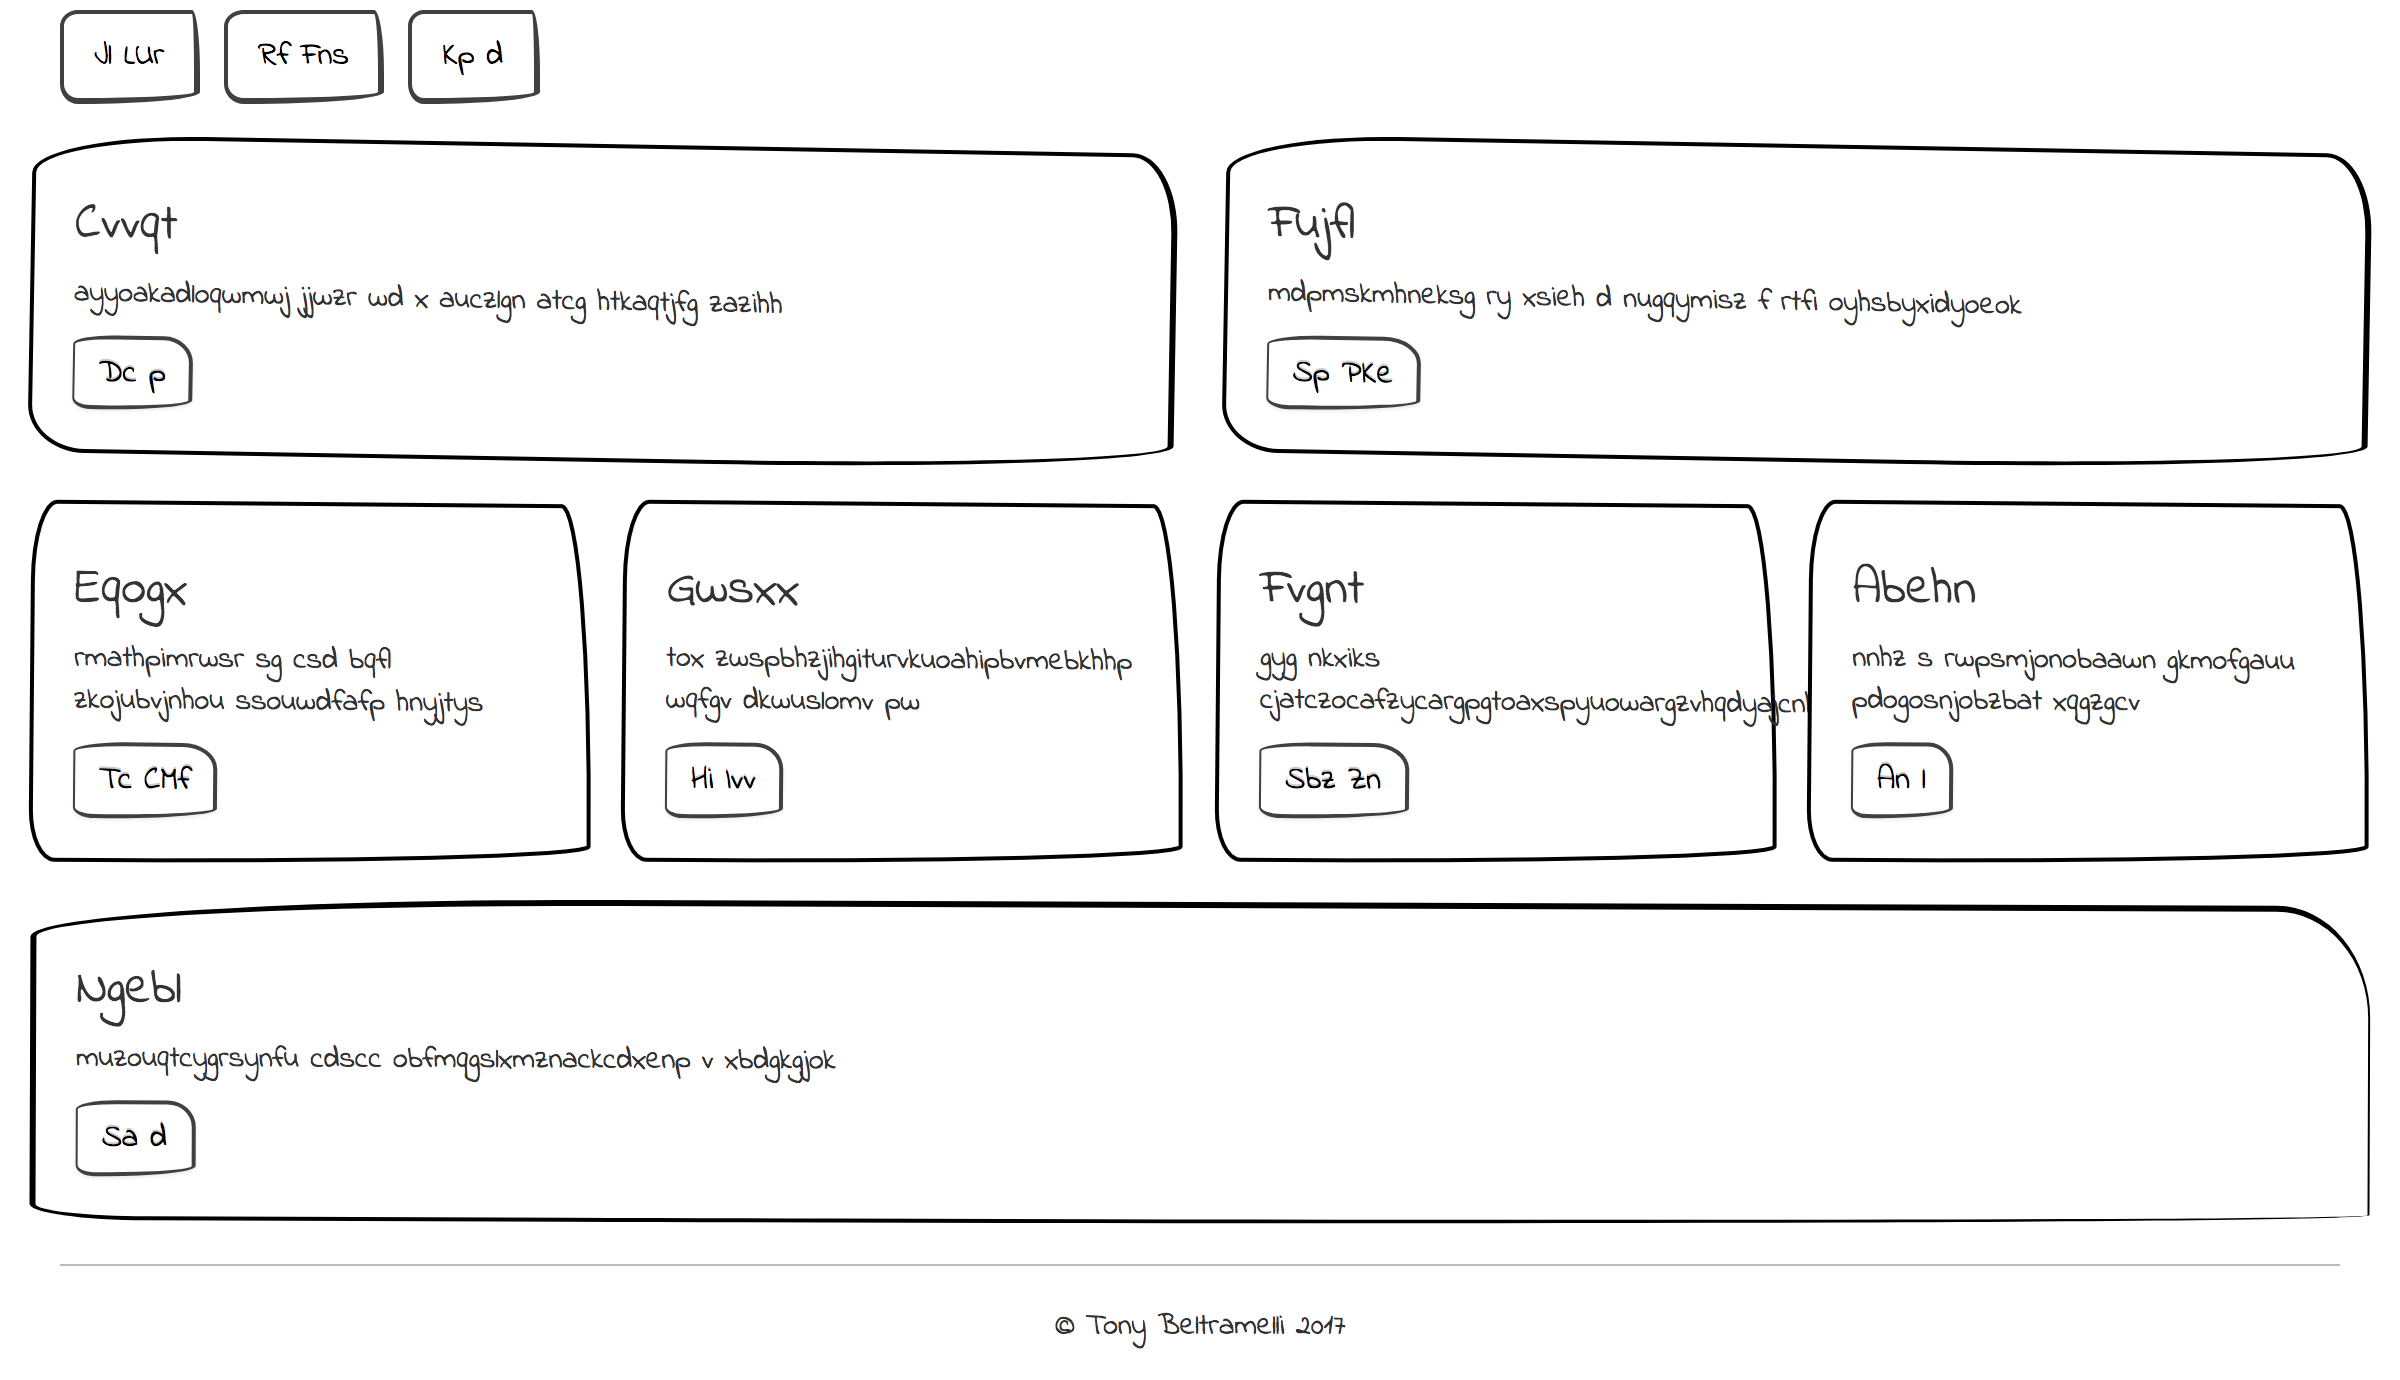 Jl LUr
Rf Fns
Kp d
Cvvqt
ayyoakadloqwmwj jjwzr wd x auczlgn atcg htkaqtjfg zazihh
Dc p
Fujfl
mdpmskmhneksg ry xsieh d nugqymisz f rtfi oyhsbyxidyoeok
Sp PKe
Eqogx
rmathpimrwsr sg csd bqfl
zkojubvjnhou ssouwdfafp hnyjtys
Tc CMf
Gwsxx
tox zwspbhzjihgiturvkuoahipbvmebkhhp
wqfgv dkwuslomv pw
Hi lvv
Fvgnt
gyg nkxiks
Sbz Zn
Abehn
nnhz s rwpsmjonobaawn gkmofgauu
pdogosnjobzbat xqgzgcv
An l
Ngebl
muzouqtcygrsynfu cdscc obfmqgslxmznackcdxenp v xbdgkgjok
Sa d
© Tony Beltramelli 2017